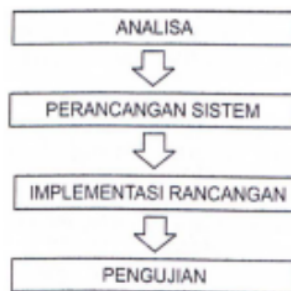 ANALISA
PERANCANGAN SISTEM
IMPLEMENTASI RANCANGAN
PENGUJIAN